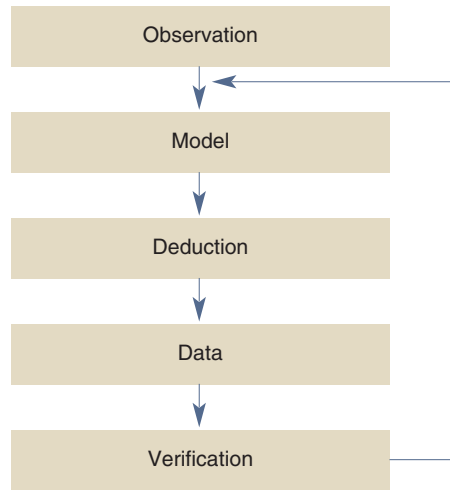 Observation
Model
Deduction
Data
Verification